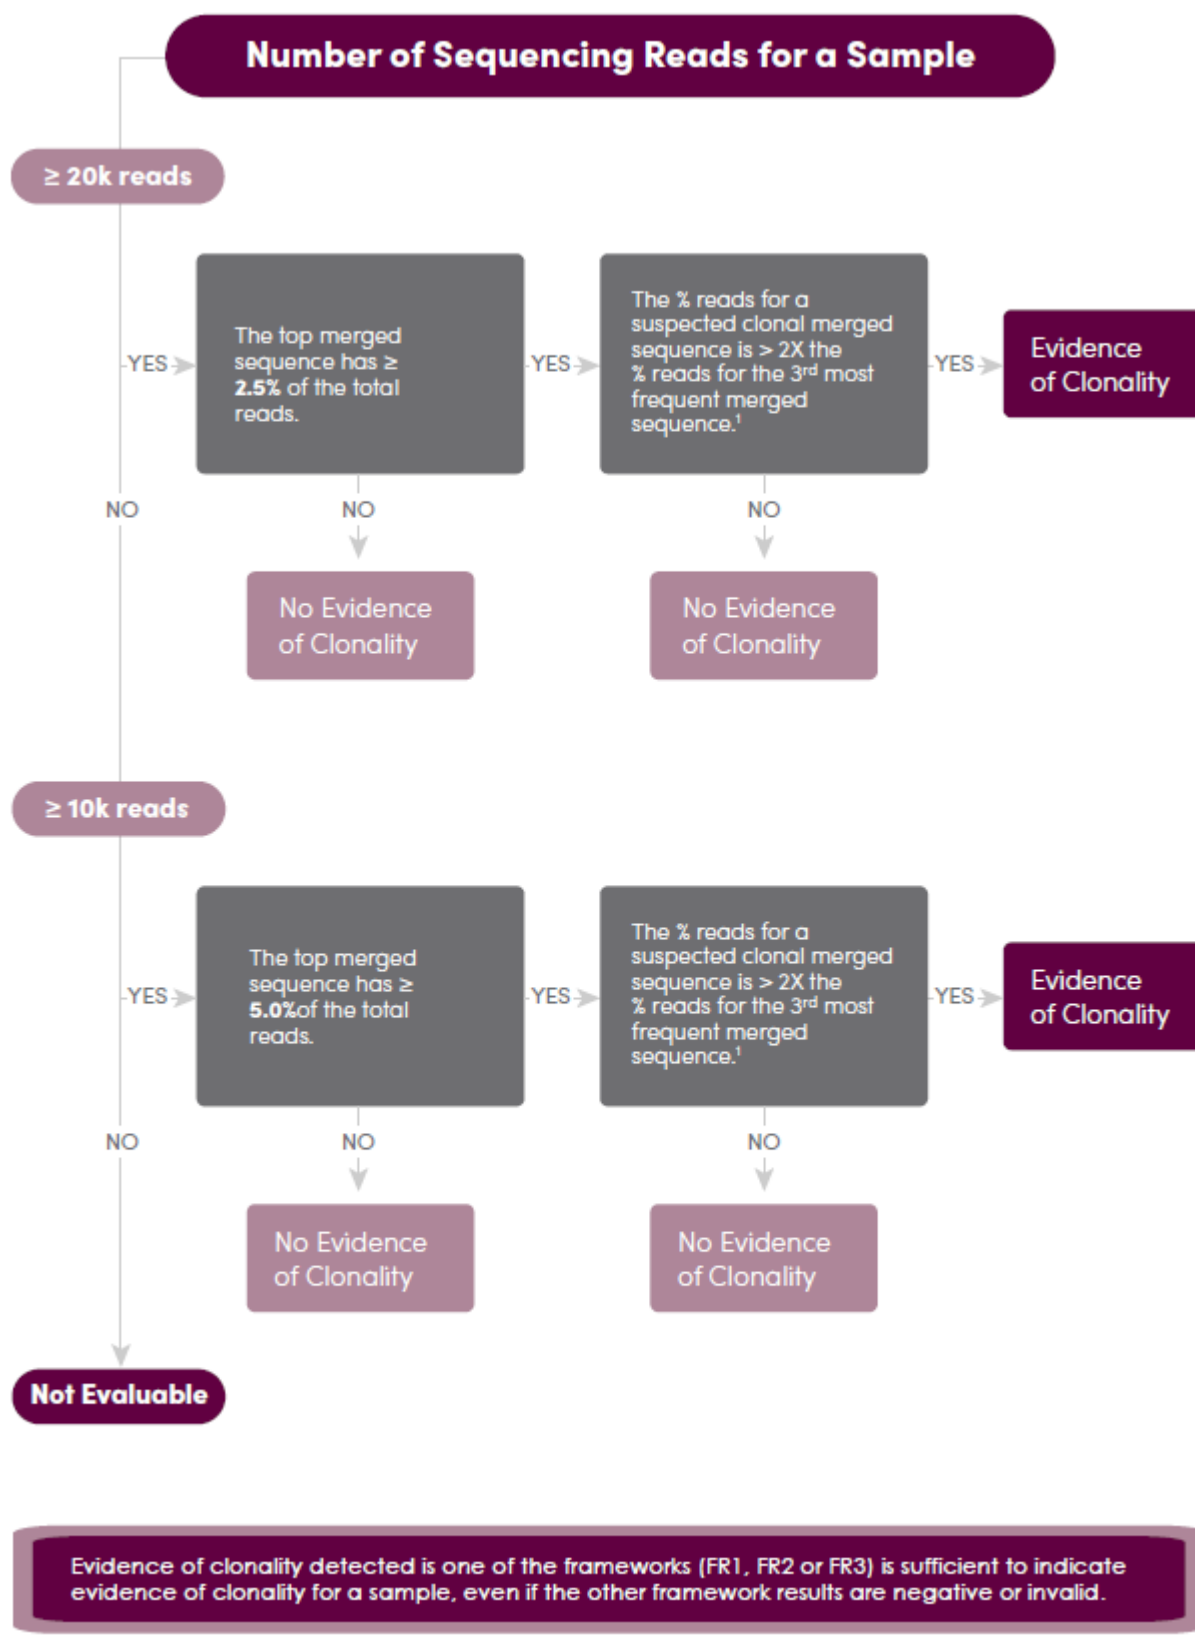 Number of Sequencing Reads for a Sample
≥ 20k reads
The top merged
sequence has ≥
2.5% of the total
reads.
The % reads for a
suspected clonal merged
sequence is > 2X the
% reads for the 3rd most
frequent merged
sequence.¹
Evidence
of Clonality
YES
YES
YES
NO
NO
NO
No Evidence
of Clonality
No Evidence
of Clonality
≥ 10k reads
The top merged
sequence has ≥
5.0%of the total
reads.
The % reads for a
suspected clonal merged
sequence is > 2X the
% reads for the 3rd most
frequent merged
sequence.¹
Evidence
of Clonality
YES
YES
YES
NO
NO
NO
No Evidence
of Clonality
No Evidence
of Clonality
Not Evaluable
Evidence of clonality detected is one of the frameworks (FR1, FR2 or FR3) is sufficient to indicate
evidence of clonality for a sample, even if the other framework results are negative or invalid.